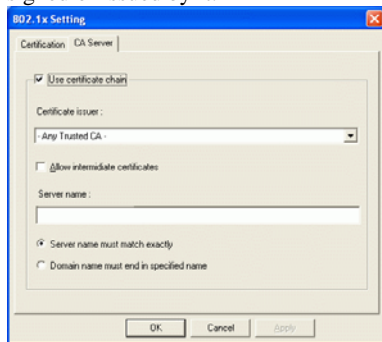 802.1x Setting
Certification CA Server
Use certificate chain
Certificate issuer :
- Any Trusted CA -
Allow intermidiate certificates
Server name :
Server name must match exactly
Domain name must end in specified name
OK Cancel Apply